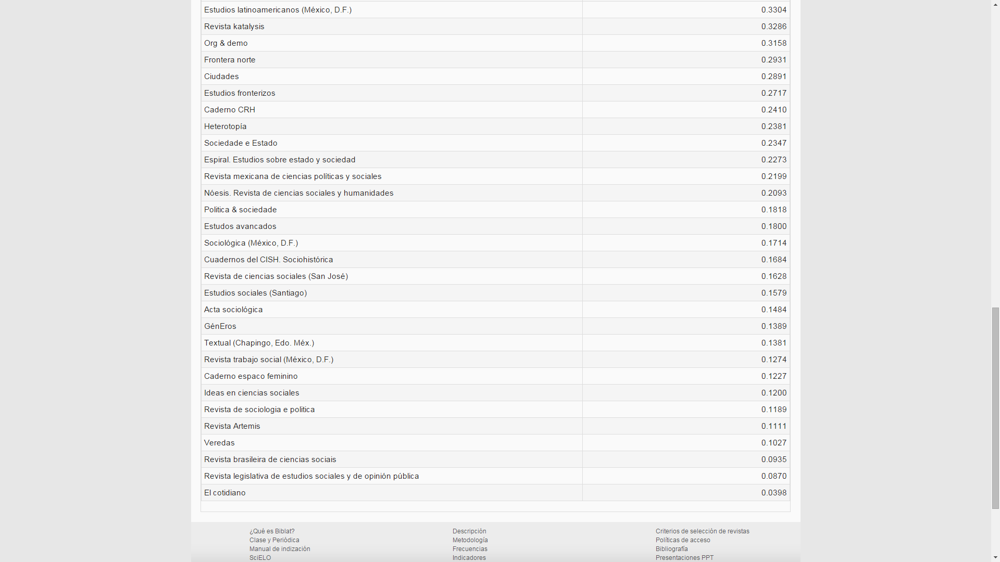 Estudios latinoamericanos (México, D.F.) 0.3304
Revista katalysis 0.3286
Org & demo 0.3158
Frontera norte 0.2931
Ciudades 0.2891
Estudios fronterizos 0.2717
Caderno CRH 0.2410
Heterotopía 0.2381
Sociedade e Estado 0.2347
Espiral. Estudios sobre estado y sociedad 0.2273
Revista mexicana de ciencias políticas y sociales 0.2199
Nóesis. Revista de ciencias sociales y humanidades 0.2093
Politica & sociedade 0.1818
Estudos avancados 0.1800
Sociológica (México, D.F.) 0.1714
Cuadernos del CISH. Sociohistórica 0.1684
Revista de ciencias sociales (San José) 0.1628
Estudios sociales (Santiago) 0.1579
Acta sociológica 0.1484
GénEros 0.1389
Textual (Chapingo, Edo. Méx.) 0.1381
Revista trabajo social (México, D.F.) 0.1274
Caderno espaco feminino 0.1227
Ideas en ciencias sociales 0.1200
Revista de sociologia e politica 0.1189
Revista Artemis 0.1111
Veredas 0.1027
Revista brasileira de ciencias sociais 0.0935
Revista legislativa de estudios sociales y de opinión pública 0.0870
El cotidiano 0.0398
¿Qué es Biblat? Descripción Criterios de selección de revistas
Clase y Periódica Metodología Políticas de acceso
Manual de indización Frecuencias Bibliografía
SciELO Indicadores Presentaciones PPT